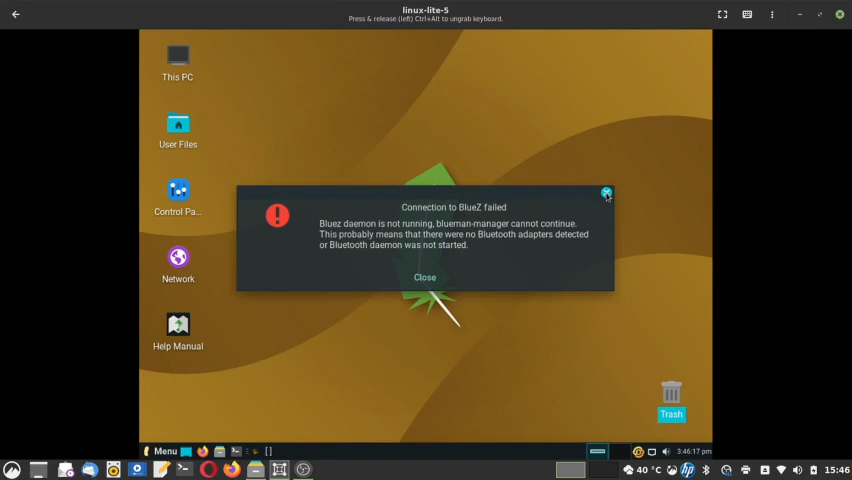 linux-lite-5
Press & release (left) Ctrl+Alt to ungrab keyboard.
This PC
User Files
Control Pa...
Network
Help Manual
Connection to BlueZ failed
Bluez daemon is not running, blueman-manager cannot continue.
This probably means that there were no Bluetooth adapters detected
or Bluetooth daemon was not started.
Close
Trash
Menu
3:46:17 pm
40 °C
hp
15:46